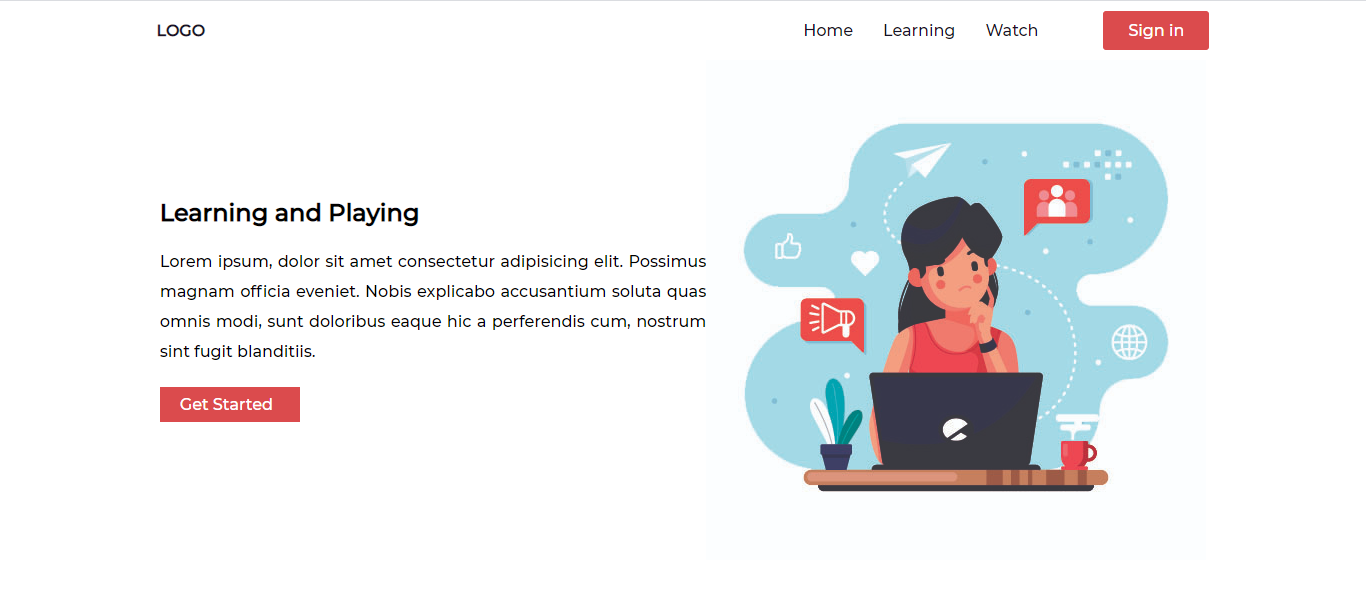 LOGO
Home Learning Watch Sign in
Learning and Playing
Lorem ipsum, dolor sit amet consectetur adipisicing elit. Possimus
magnam officia eveniet. Nobis explicabo accusantium soluta quas
omnis modi, sunt doloribus eaque hic a perferendis cum, nostrum
sint fugit blanditiis.
Get Started